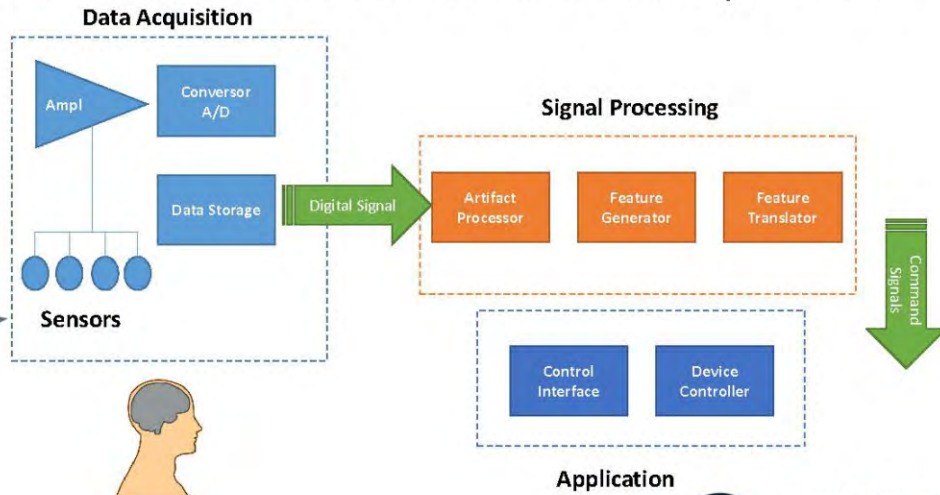 Data Acquisition
Ampl
Conversor
A/D
Data Storage
Sensors
Digital Signal
Signal Processing
Artifact
Processor
Feature
Generator
Feature
Translator
Command
Signals
Control
Interface
Device
Controller
Application